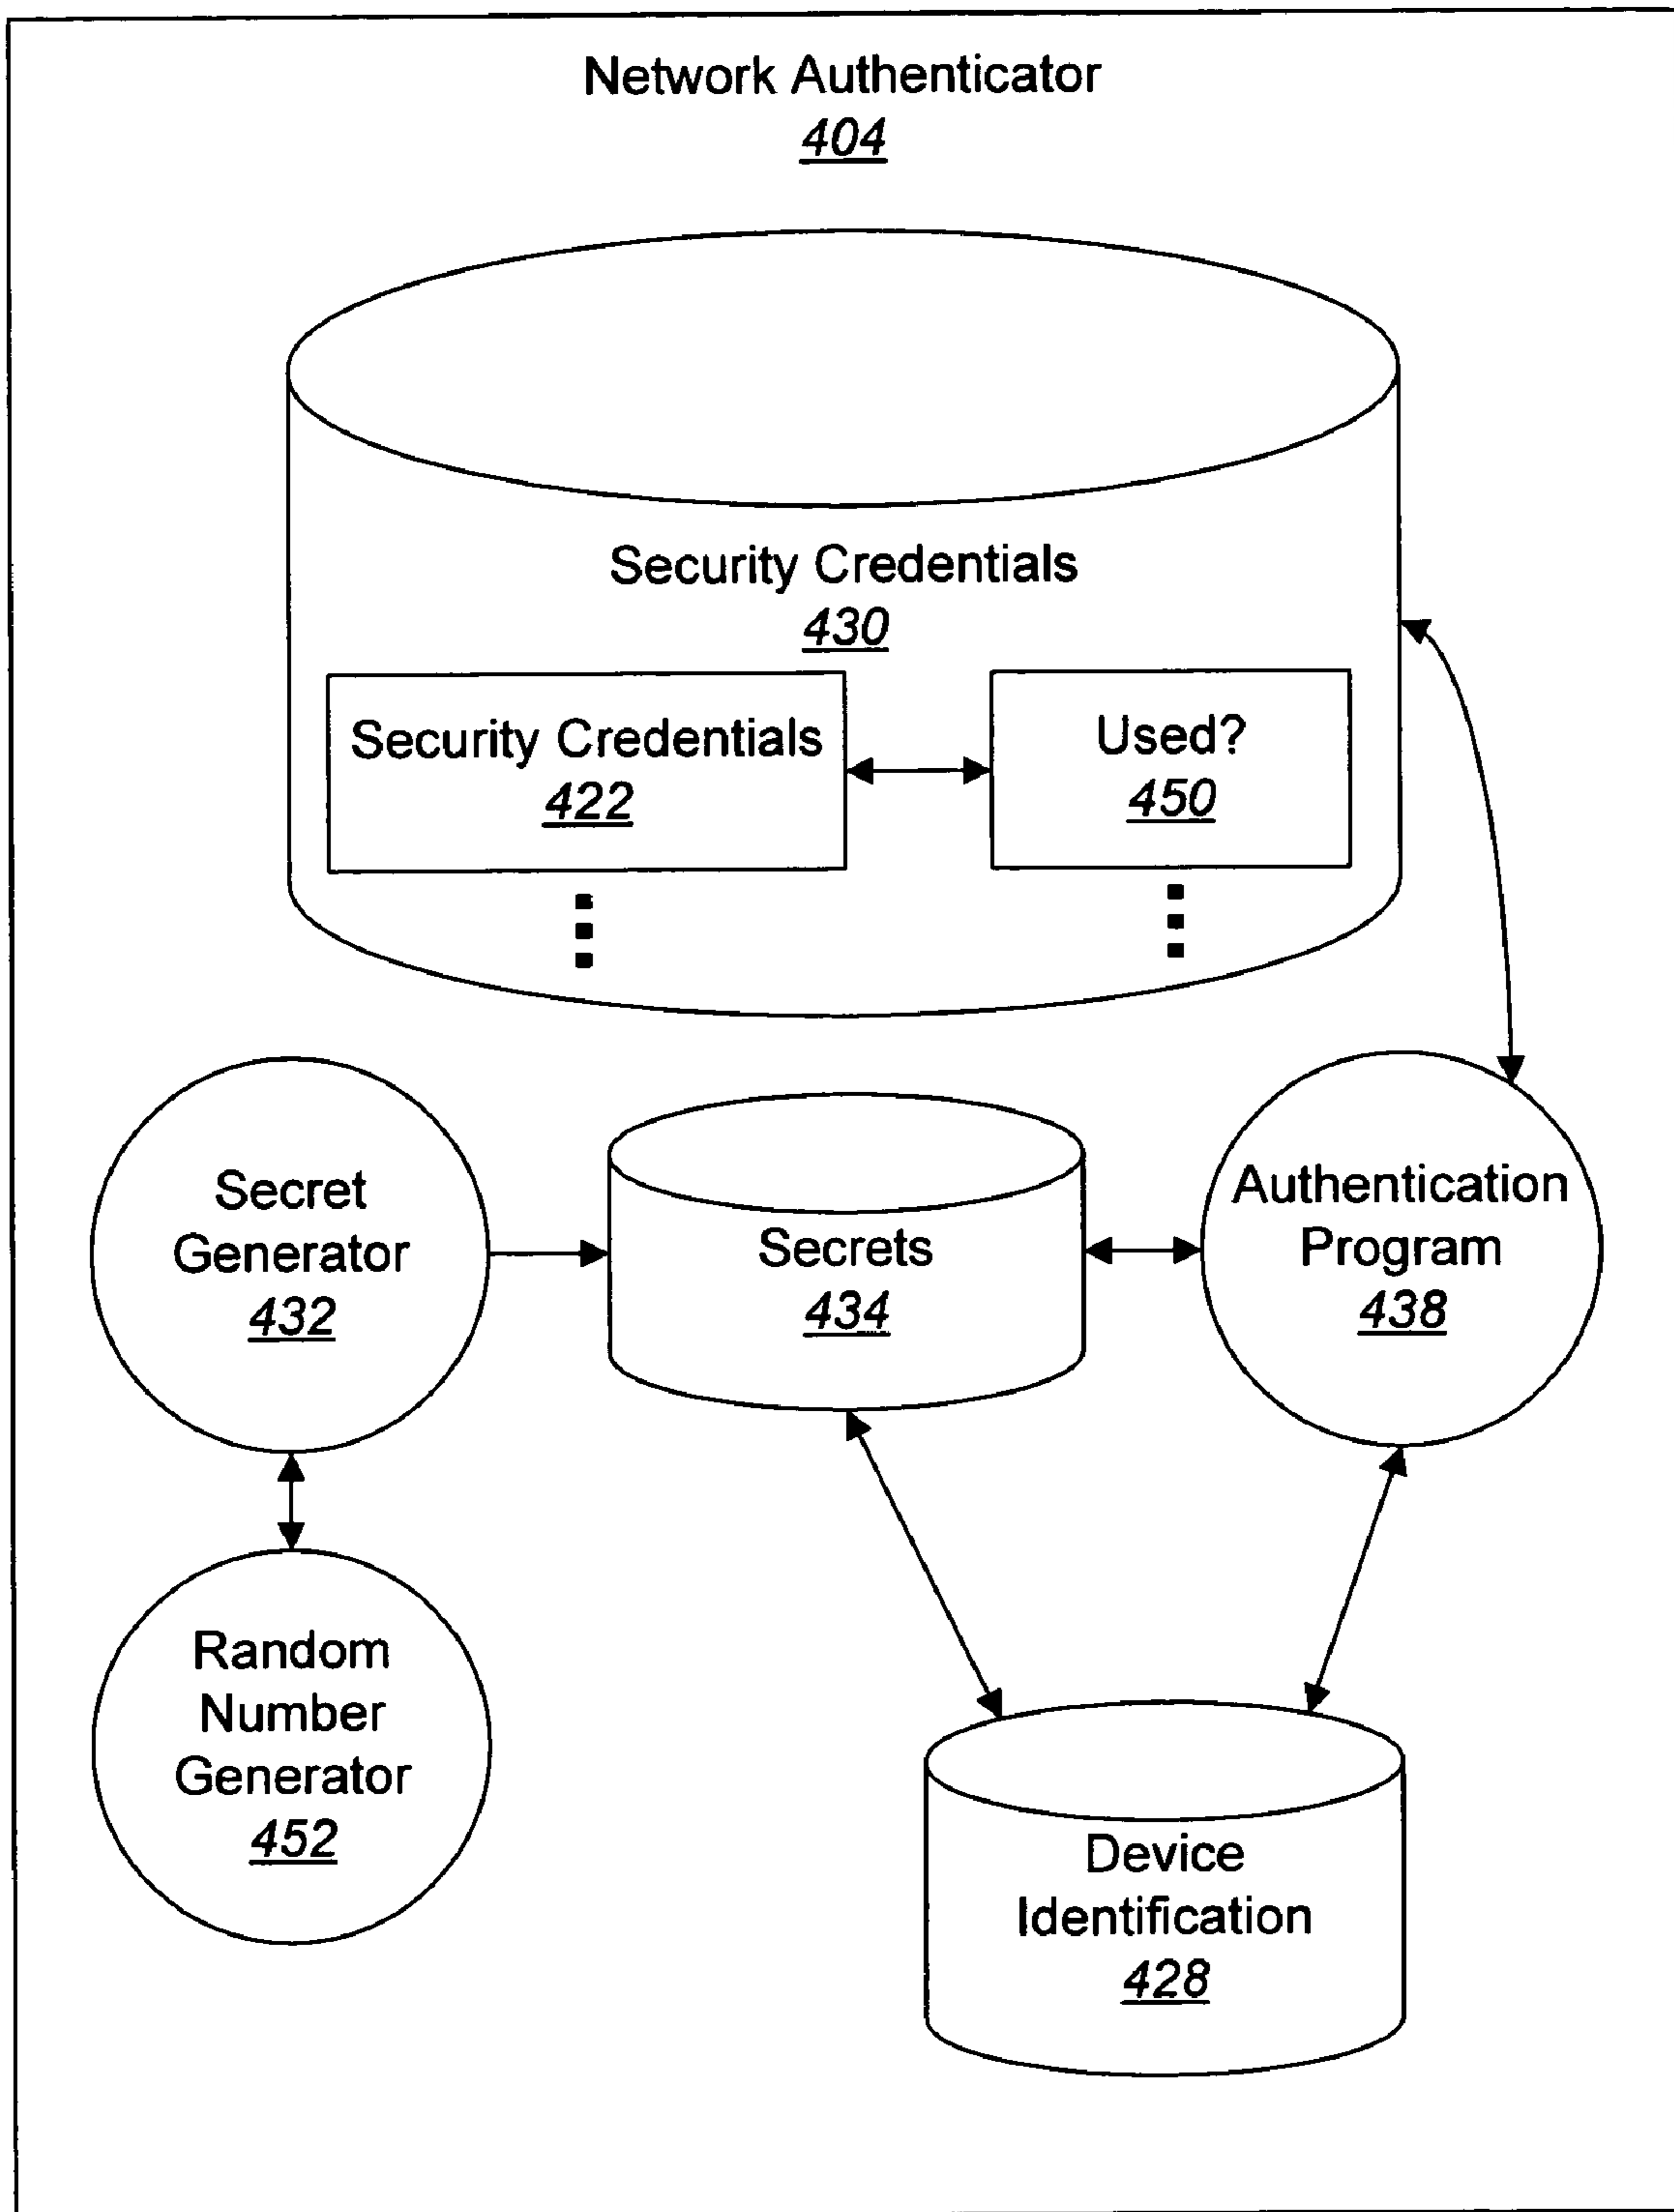 Network Authenticator
404
Security Credentials
430
Security Credentials
422
Used?
450
Secret
Generator
432
Secrets
434
Authentication
Program
438
Random
Number
Generator
452
Device
Identification
428